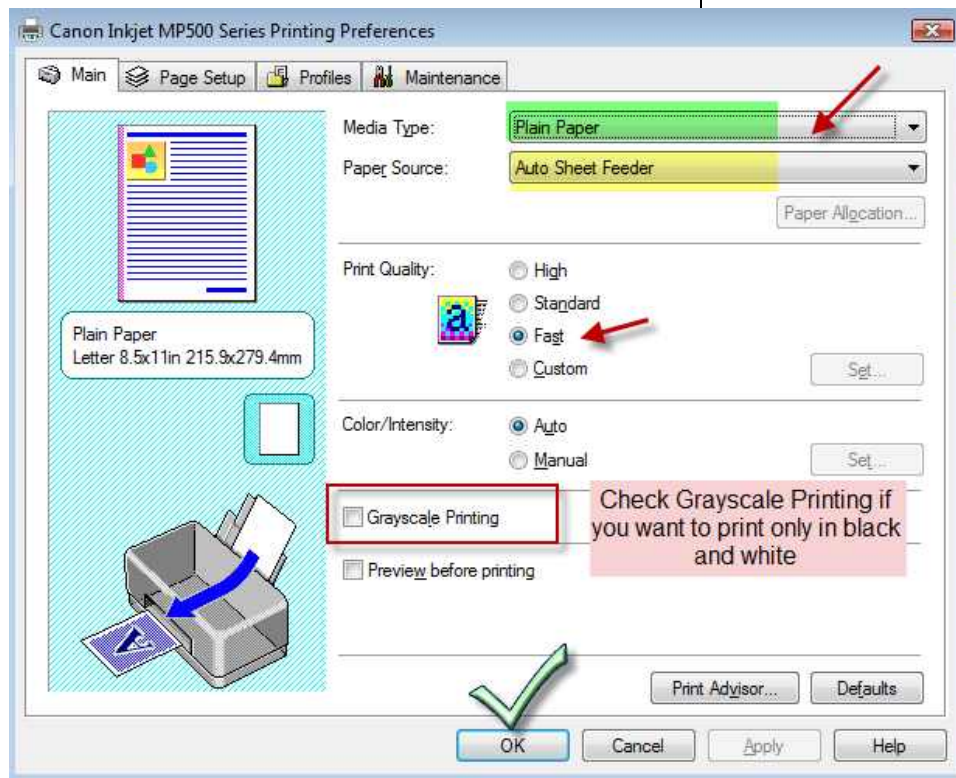 Canon Inkjet MP500 Series Printing Preferences
Main Page Setup Profiles Maintenance
Media Type: Plain Paper
Paper Source: Auto Sheet Feeder
Paper Allocation...
Print Quality: High
Standard
Fast
Custom Set...
a
Plain Paper
Letter 8.5x11in 215.9x279.4mm
Color/Intensity: Auto
Manual Set...
Grayscale Printing
Check Grayscale Printing if
you want to print only in black
and white
Preview before printing
A
Print Advisor... Defaults
OK Cancel Apply Help